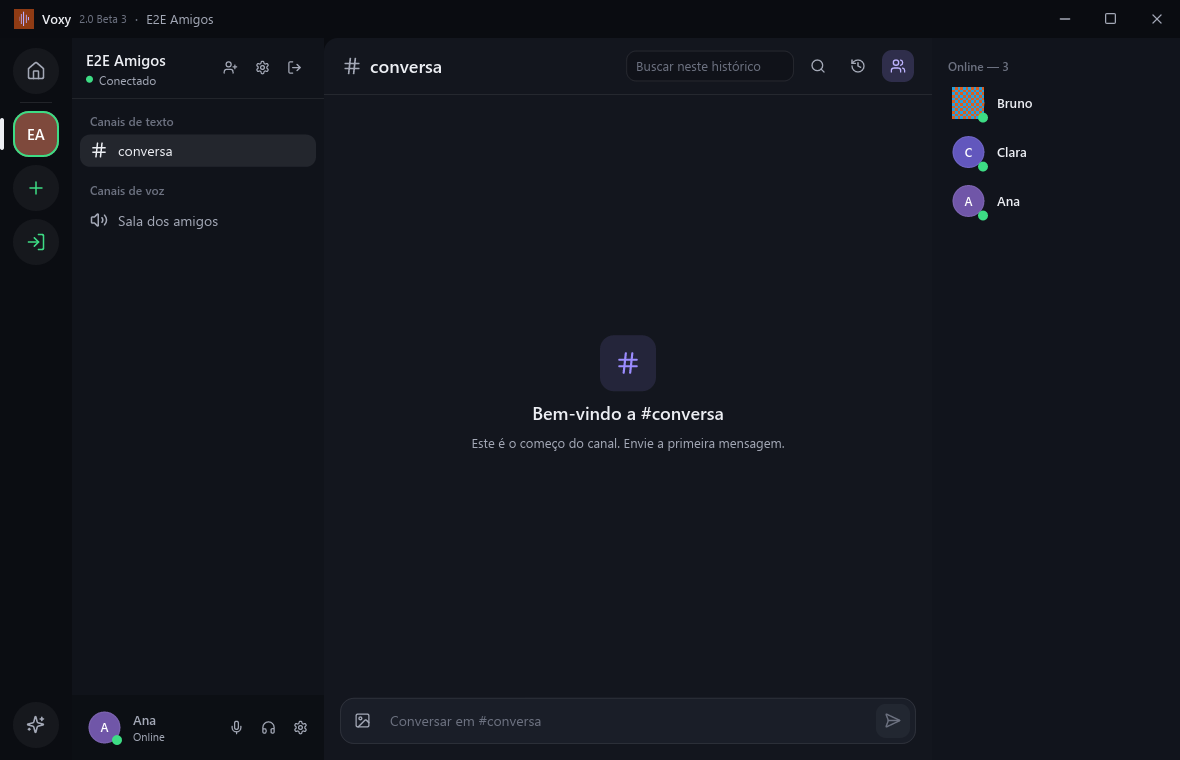 Voxy 2.0 Beta 3 · E2E Amigos
E2E Amigos
Conectado
EA
Canais de texto
conversa
Canais de voz
Sala dos amigos
A
Ana
Online
# conversa
Buscar neste histórico
#
Bem-vindo a #conversa
Este é o começo do canal. Envie a primeira mensagem.
Conversar em #conversa
Online — 3
Bruno
C Clara
A Ana